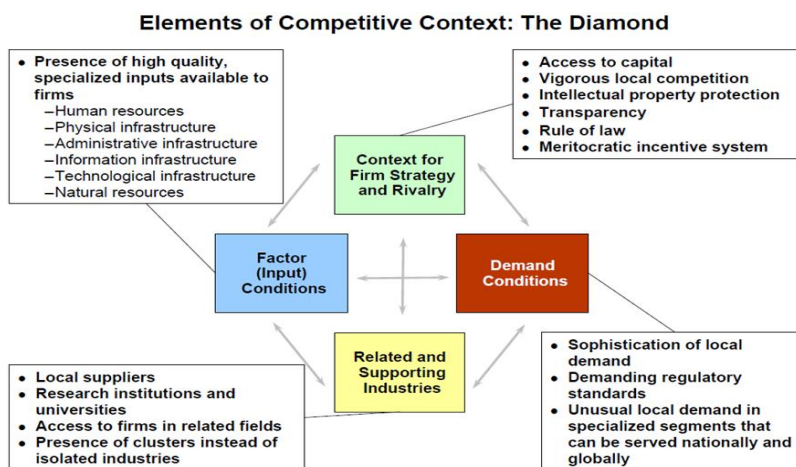 Elements of Competitive Context: The Diamond
● Presence of high quality,
specialized inputs available to
firms
–Human resources
–Physical infrastructure
–Administrative infrastructure
–Information infrastructure
–Technological infrastructure
–Natural resources
● Access to capital
● Vigorous local competition
● Intellectual property protection
● Transparency
● Rule of law
● Meritocratic incentive system
Context for
Firm Strategy
and Rivalry
Factor
(Input)
Conditions
Demand
Conditions
Related and
Supporting
Industries
● Local suppliers
● Research institutions and
universities
● Access to firms in related fields
● Presence of clusters instead of
isolated industries
● Sophistication of local
demand
● Demanding regulatory
standards
● Unusual local demand in
specialized segments that
can be served nationally and
globally